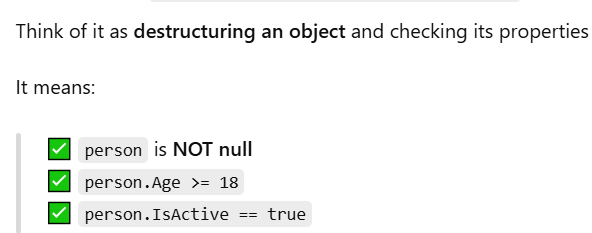 Think of it as destructuring an object and checking its properties
It means:
✅ person is NOT null
✅ person.Age >= 18
✅ person.IsActive == true